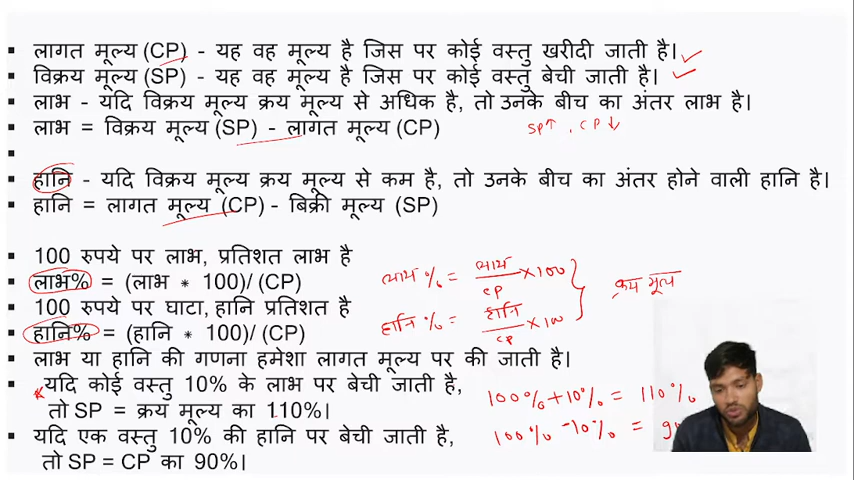 लागत मूल्य (CP) - यह वह मूल्य है जिस पर कोई वस्तु खरीदी जाती है।
विक्रय मूल्य (SP) - यह वह मूल्य है जिस पर कोई वस्तु बेची जाती है।
लाभ - यदि विक्रय मूल्य क्रय मूल्य से अधिक है, तो उनके बीच का अंतर लाभ है।
लाभ = विक्रय मूल्य (SP) - लागत मूल्य (CP)
SP↑, CP↓
हानि - यदि विक्रय मूल्य क्रय मूल्य से कम है, तो उनके बीच का अंतर होने वाली हानि है।
हानि = लागत मूल्य (CP) – बिक्री मूल्य (SP)
100 रुपये पर लाभ, प्रतिशत लाभ है
लाभ% = (लाभ * 100)/ (CP)
लाभ % = लाभ/CP × 100
क्रय मूल्य
100 रुपये पर घाटा, हानि प्रतिशत है
हानि% = (हानि * 100)/ (CP)
हानि % = हानि/CP × 100
लाभ या हानि की गणना हमेशा लागत मूल्य पर की जाती है।
यदि कोई वस्तु 10% के लाभ पर बेची जाती है,
तो SP = क्रय मूल्य का 110%।
100% + 10% = 110%
यदि एक वस्तु 10% की हानि पर बेची जाती है,
तो SP = CP का 90%।
100% - 10% =